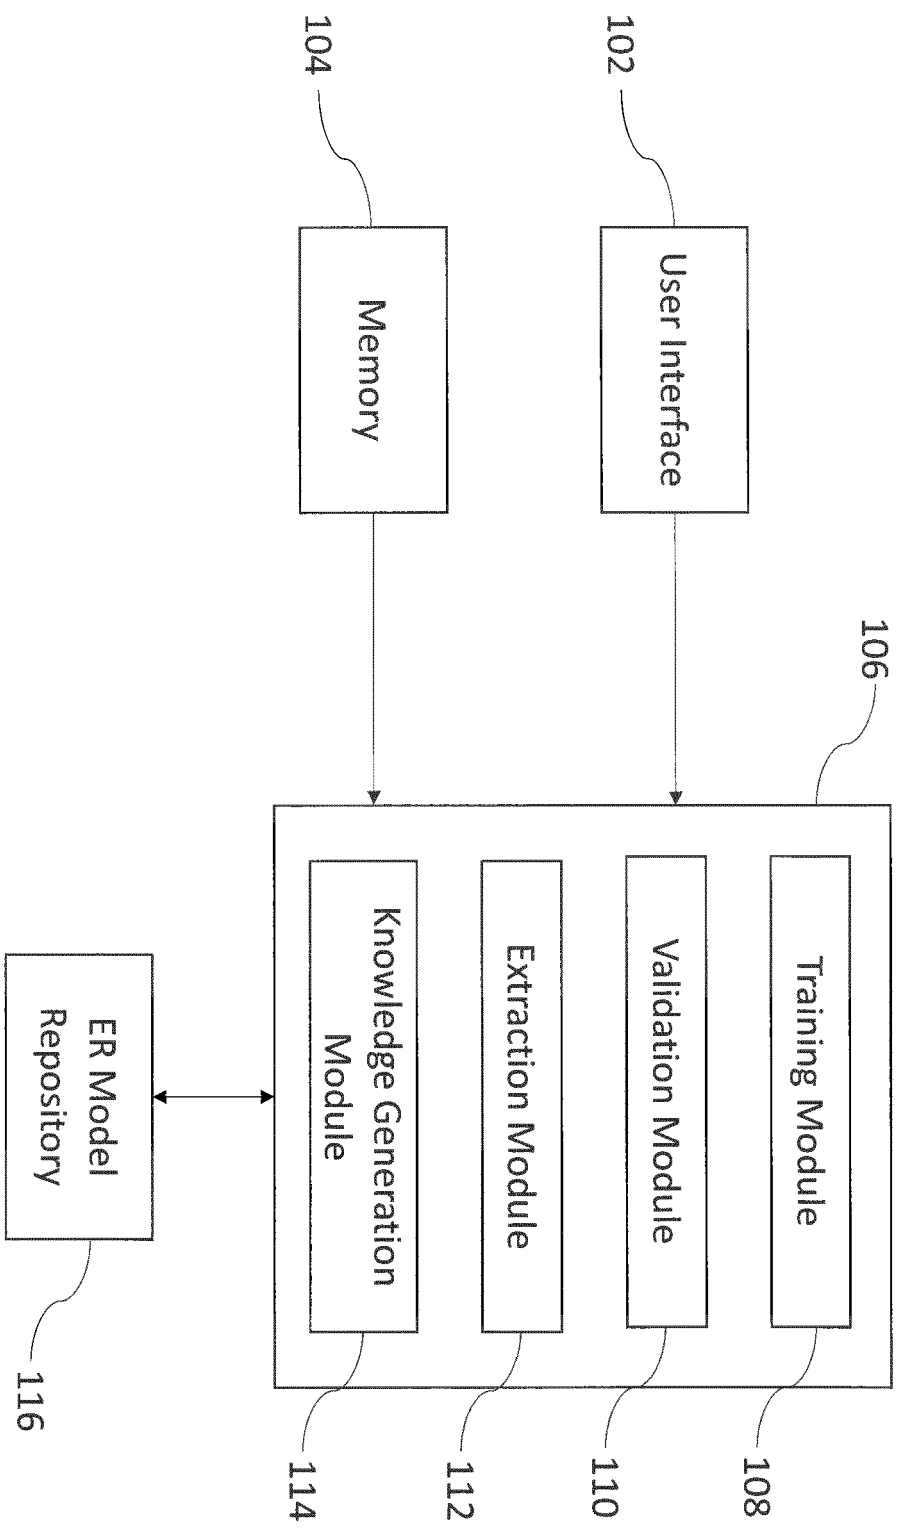 106
102
User Interface
Training Module
108
Validation Module
110
104
Memory
Extraction Module
112
Knowledge Generation
Module
114
ER Model
Repository
116